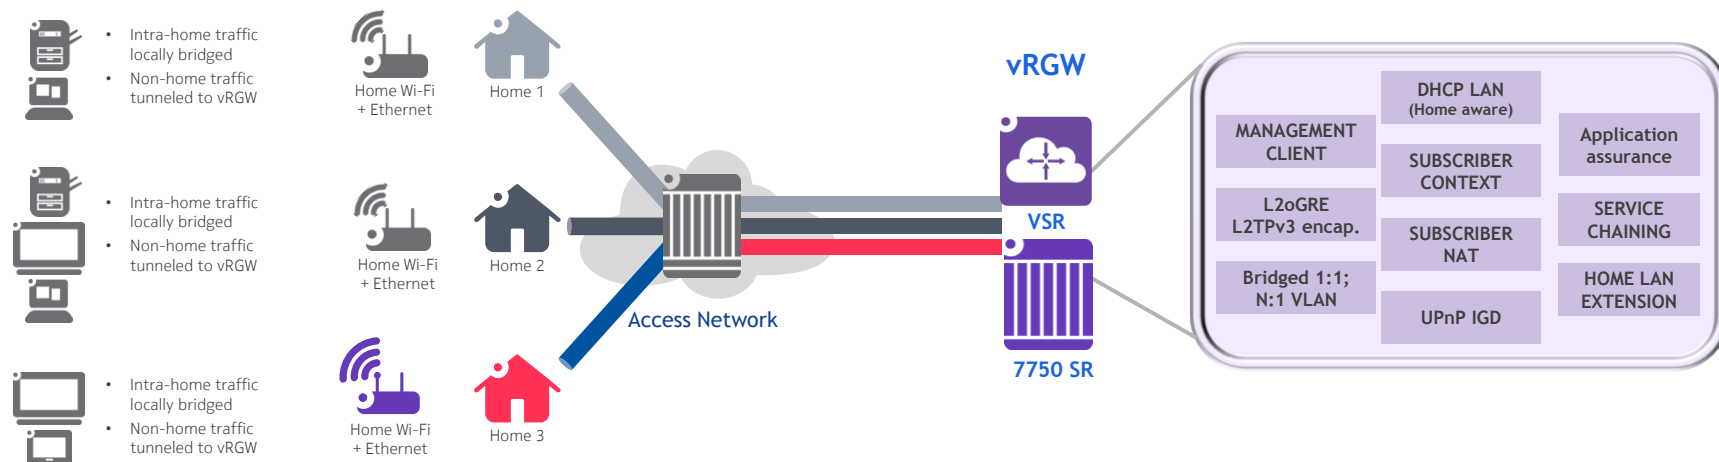 • Intra-home traffic
locally bridged
• Non-home traffic
tunneled to vRGW
Home Wi-Fi
+ Ethernet
Home 1
• Intra-home traffic
locally bridged
• Non-home traffic
tunneled to vRGW
Home Wi-Fi
+ Ethernet
Home 2
• Intra-home traffic
locally bridged
• Non-home traffic
tunneled to vRGW
Home Wi-Fi
+ Ethernet
Home 3
Access Network
vRGW
VSR
7750 SR
MANAGEMENT
CLIENT
L2oGRE
L2TPv3 encap.
Bridged 1:1;
N:1 VLAN
DHCP LAN
(Home aware)
SUBSCRIBER
CONTEXT
SUBSCRIBER
NAT
UPnP IGD
Application
assurance
SERVICE
CHAINING
HOME LAN
EXTENSION